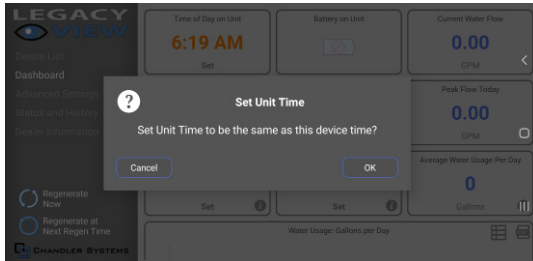 LEGACY
VIEW
Device List
Dashboard
Advanced Settings
Status and History
Dealer Information
Regenerate
Now
Regenerate at
Next Regen Time
CHANDLER SYSTEMS
Time of Day on Unit
6:19 AM
Set
Battery on Unit
Current Water Flow
0.00
GPM
Peak Flow Today
0.00
GPM
Set Unit Time
Set Unit Time to be the same as this device time?
Cancel
OK
Average Water Usage Per Day
0
Gallons
Set
Set
Water Usage: Gallons per Day